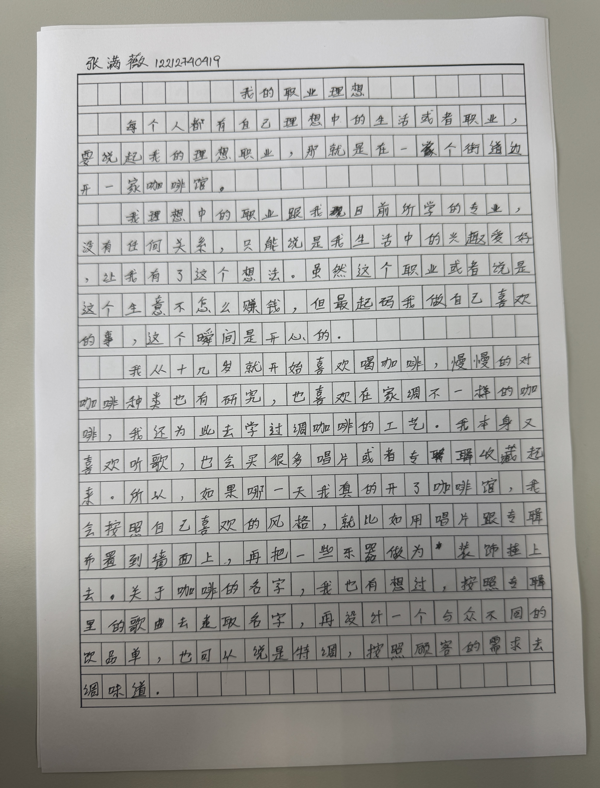 张满薇 12212740419
我的职业理想
每个人都有自己理想中的生活或者职业，
要说起我的理想职业，那就是在一个街道边
开一家咖啡馆。
我理想中的职业跟我目前所学的专业，
没有任何关系，只能说是我生活中的兴趣爱好
，让我有了这个想法。虽然这个职业或者说是
这个生意不怎么赚钱，但最起码我做自己喜欢
的事，这个瞬间是开心的。
我从十几岁就开始喜欢喝咖啡，慢慢的对
咖啡种类也有研究，也喜欢在家调不一样的咖
啡，我还为此去学过调咖啡的工艺。我本身又
喜欢听歌，也会买很多唱片或者专辑收藏起
来。所以，如果哪一天我真的开了咖啡馆，我
会按照自己喜欢的风格，就比如用唱片跟专辑
布置到墙面上，再把一些乐器做为装饰挂上
去。关于咖啡的名字，我也有想过，按照专辑
里的歌曲去选取名字，再设计一个与众不同的
饮品单，也可以说是特调，按照顾客的需求去
调味道。